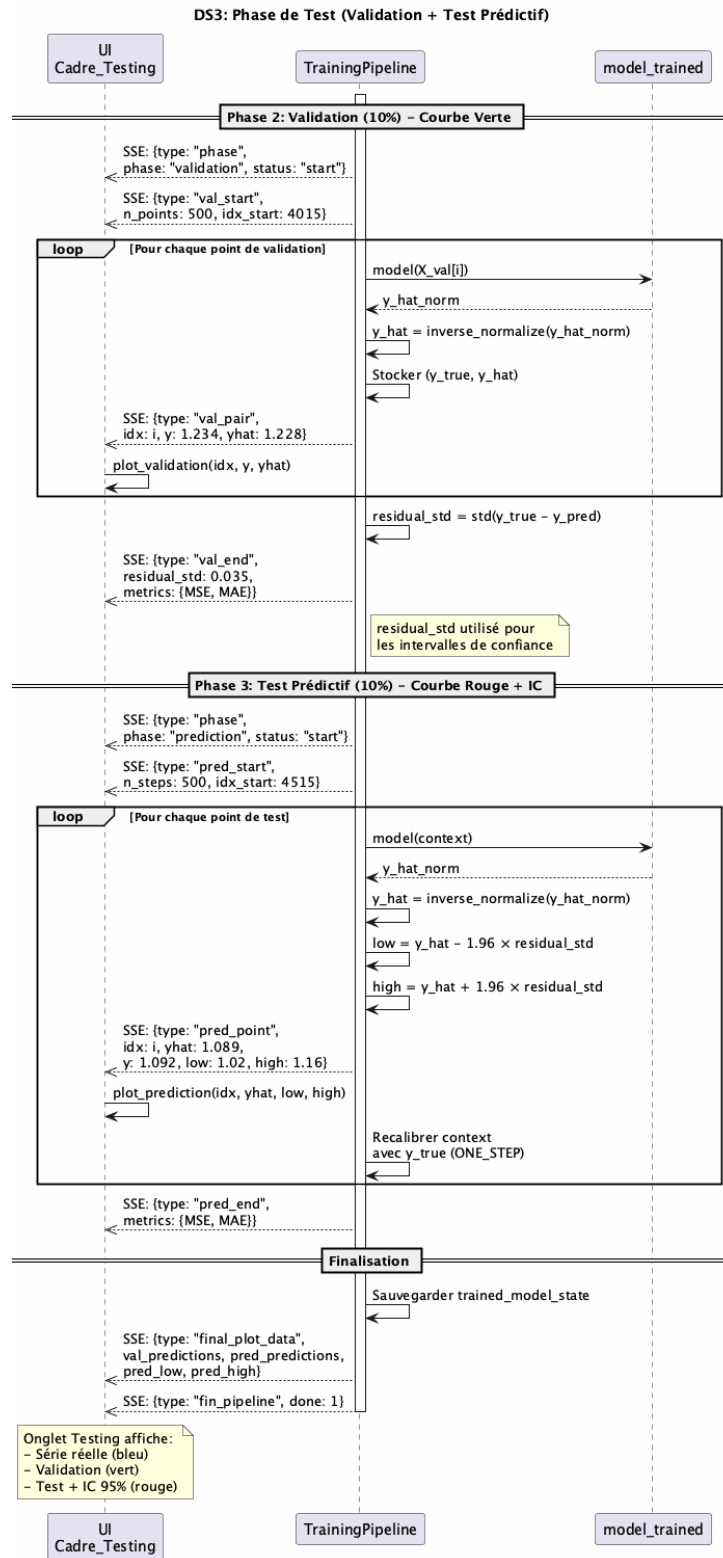 DS3: Phase de Test (Validation + Test Prédictif)
UI
Cadre_Testing
TrainingPipeline
model_trained
Phase 2: Validation (10%) – Courbe Verte
SSE: {type: "phase",
phase: "validation", status: "start"}
SSE: {type: "val_start",
n_points: 500, idx_start: 4015}
loop
[Pour chaque point de validation]
model(X_val[i])
y_hat_norm
y_hat = inverse_normalize(y_hat_norm)
Stocker (y_true, y_hat)
SSE: {type: "val_pair",
idx: i, y: 1.234, yhat: 1.228}
plot_validation(idx, y, yhat)
residual_std = std(y_true – y_pred)
SSE: {type: "val_end",
residual_std: 0.035,
metrics: {MSE, MAE}}
residual_std utilisé pour
les intervalles de confiance
Phase 3: Test Prédictif (10%) – Courbe Rouge + IC
SSE: {type: "phase",
phase: "prediction", status: "start"}
SSE: {type: "pred_start",
n_steps: 500, idx_start: 4515}
loop
[Pour chaque point de test]
model(context)
y_hat_norm
y_hat = inverse_normalize(y_hat_norm)
low = y_hat – 1.96 × residual_std
high = y_hat + 1.96 × residual_std
SSE: {type: "pred_point",
idx: i, yhat: 1.089,
y: 1.092, low: 1.02, high: 1.16}
plot_prediction(idx, yhat, low, high)
Recalibrer context
avec y_true (ONE_STEP)
SSE: {type: "pred_end",
metrics: {MSE, MAE}}
Finalisation
Sauvegarder trained_model_state
SSE: {type: "final_plot_data",
val_predictions, pred_predictions,
pred_low, pred_high}
SSE: {type: "fin_pipeline", done: 1}
Onglet Testing affiche:
– Série réelle (bleu)
– Validation (vert)
– Test + IC 95% (rouge)
UI
Cadre_Testing
TrainingPipeline
model_trained